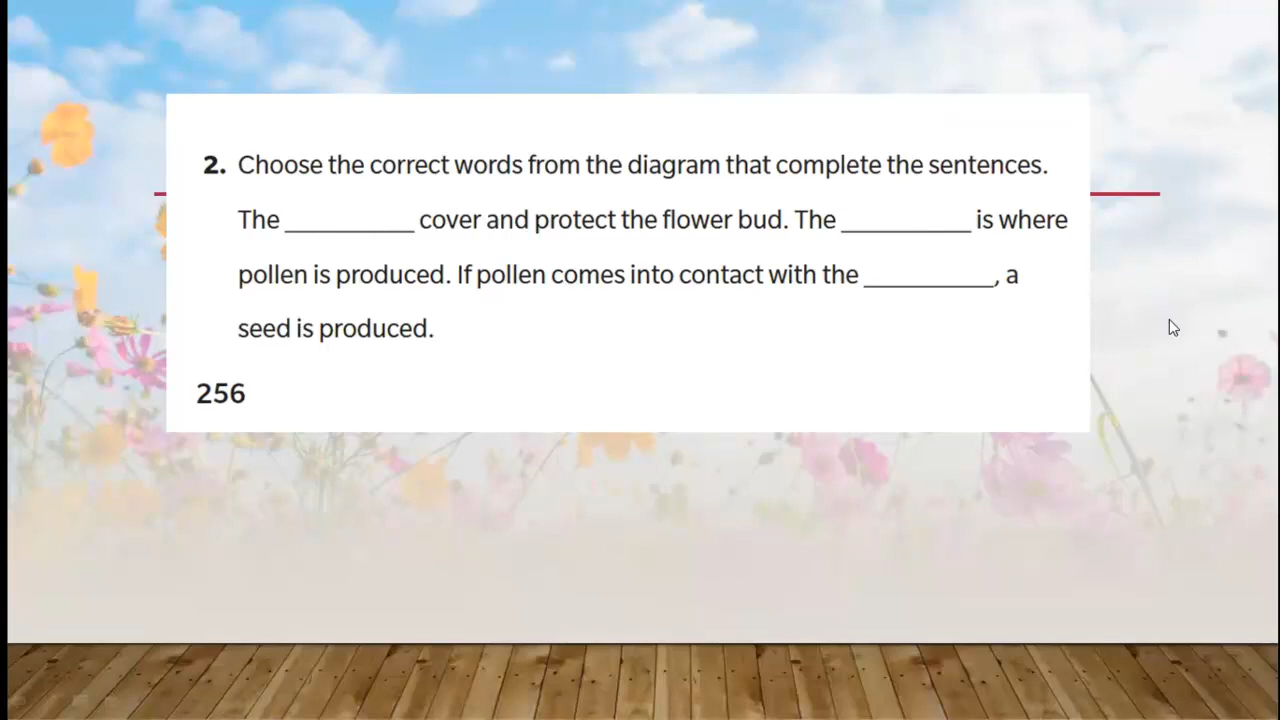 2. Choose the correct words from the diagram that complete the sentences.
The __________ cover and protect the flower bud. The __________ is where
pollen is produced. If pollen comes into contact with the __________, a
seed is produced.
256